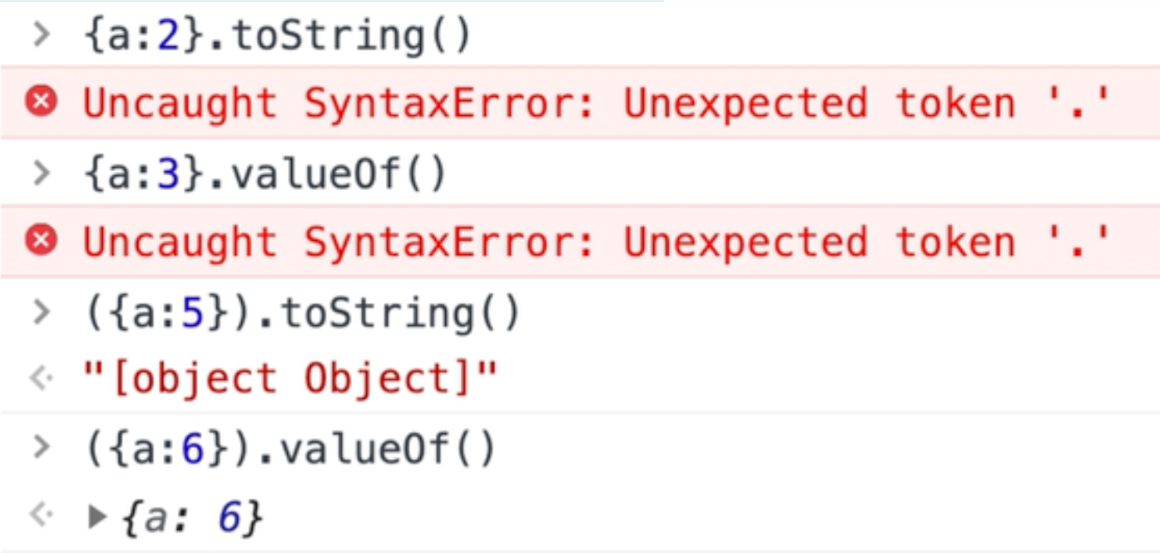 > {a:2}.toString()
Uncaught SyntaxError: Unexpected token '.'
> {a:3}.valueOf()
Uncaught SyntaxError: Unexpected token '.'
> ({a:5}).toString()
"[object Object]"
> ({a:6}).valueOf()
{a: 6}